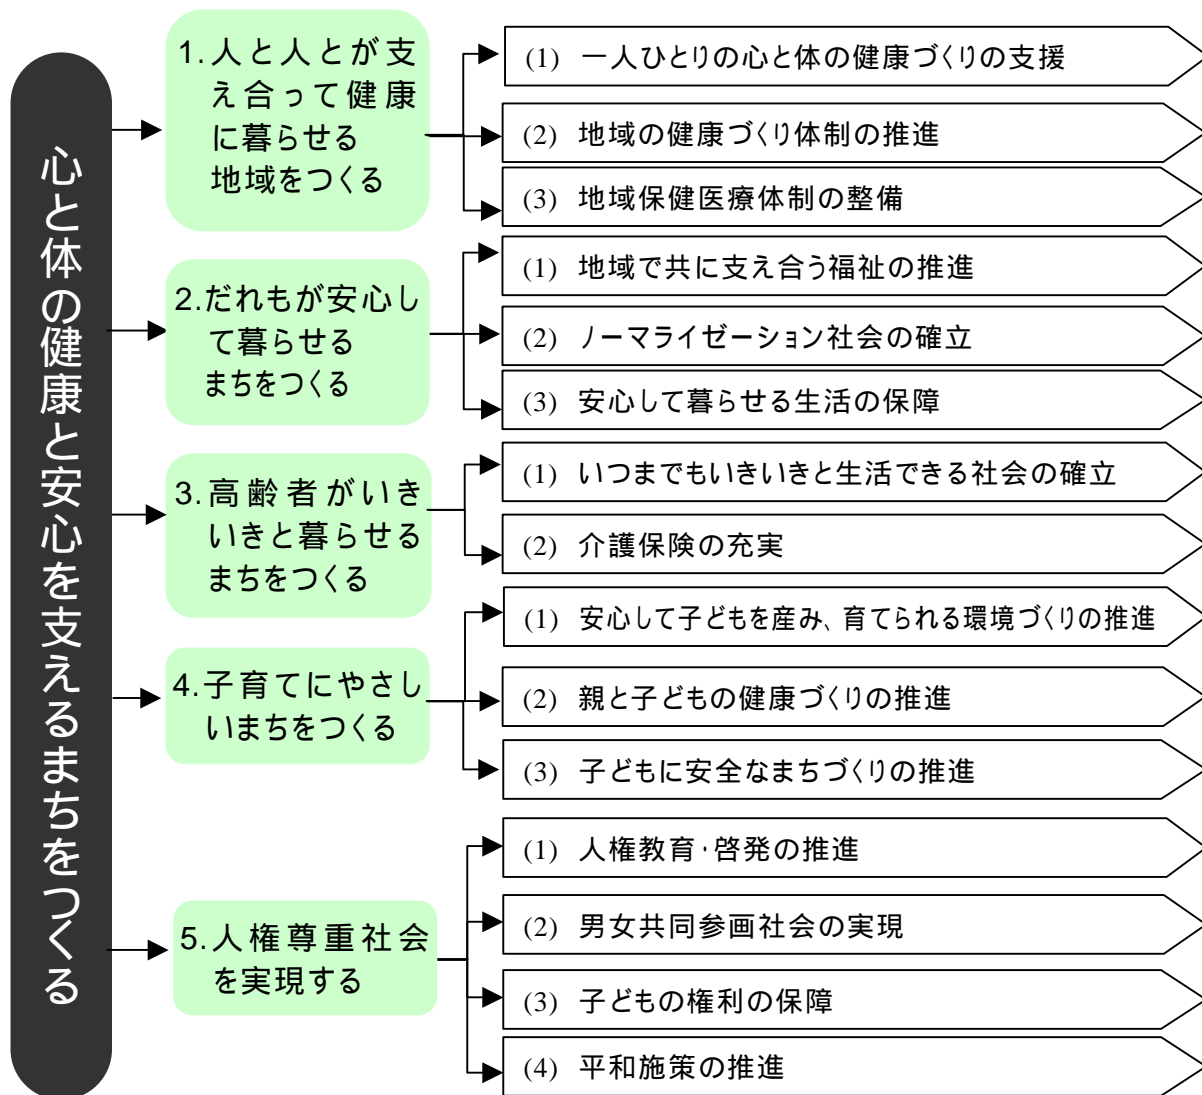 心と体の健康と安心を支えるまちをつくる
1.人と人とが支
え合って健康
に暮らせる
地域をつくる
(1) 一人ひとりの心と体の健康づくりの支援
(2) 地域の健康づくり体制の推進
(3) 地域保健医療体制の整備
2.だれもが安心し
て暮らせる
まちをつくる
(1) 地域で共に支え合う福祉の推進
(2) ノーマライゼーション社会の確立
(3) 安心して暮らせる生活の保障
3.高齢者がいき
いきと暮らせる
まちをつくる
(1) いつまでもいきいきと生活できる社会の確立
(2) 介護保険の充実
4.子育てにやさし
いまちをつくる
(1) 安心して子どもを産み、育てられる環境づくりの推進
(2) 親と子どもの健康づくりの推進
(3) 子どもに安全なまちづくりの推進
5.人権尊重社会
を実現する
(1) 人権教育・啓発の推進
(2) 男女共同参画社会の実現
(3) 子どもの権利の保障
(4) 平和施策の推進